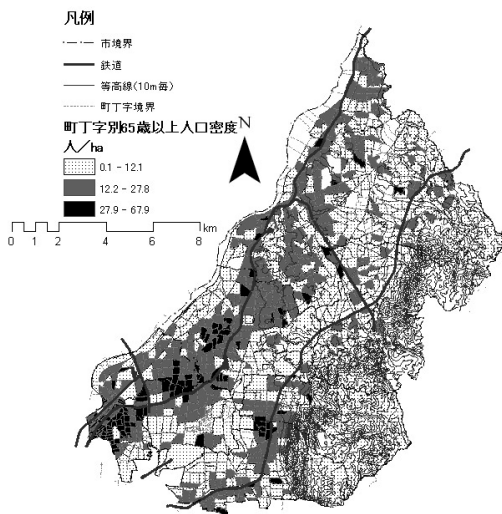 凡例
市境界
鉄道
等高線(10m毎)
町丁字境界
町丁字別65歳以上人口密度
人／ha
0.1 - 12.1
12.2 - 27.8
27.9 - 67.9
N
km
0 1 2 4 6 8